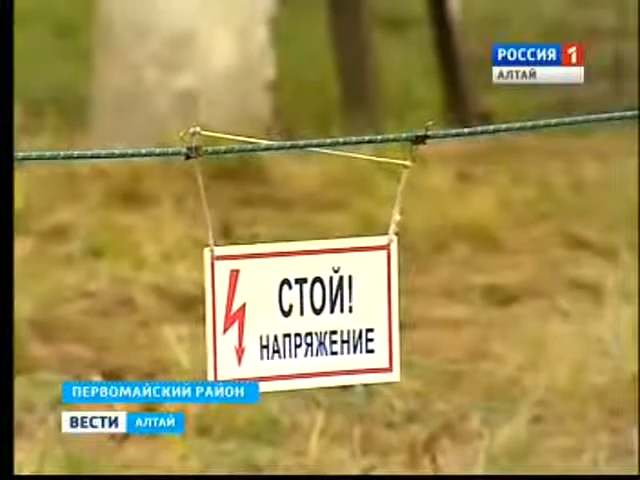 РОССИЯ 1
АЛТАЙ
СТОЙ!
НАПРЯЖЕНИЕ
ПЕРВОМАЙСКИЙ РАЙОН
ВЕСТИ АЛТАЙ